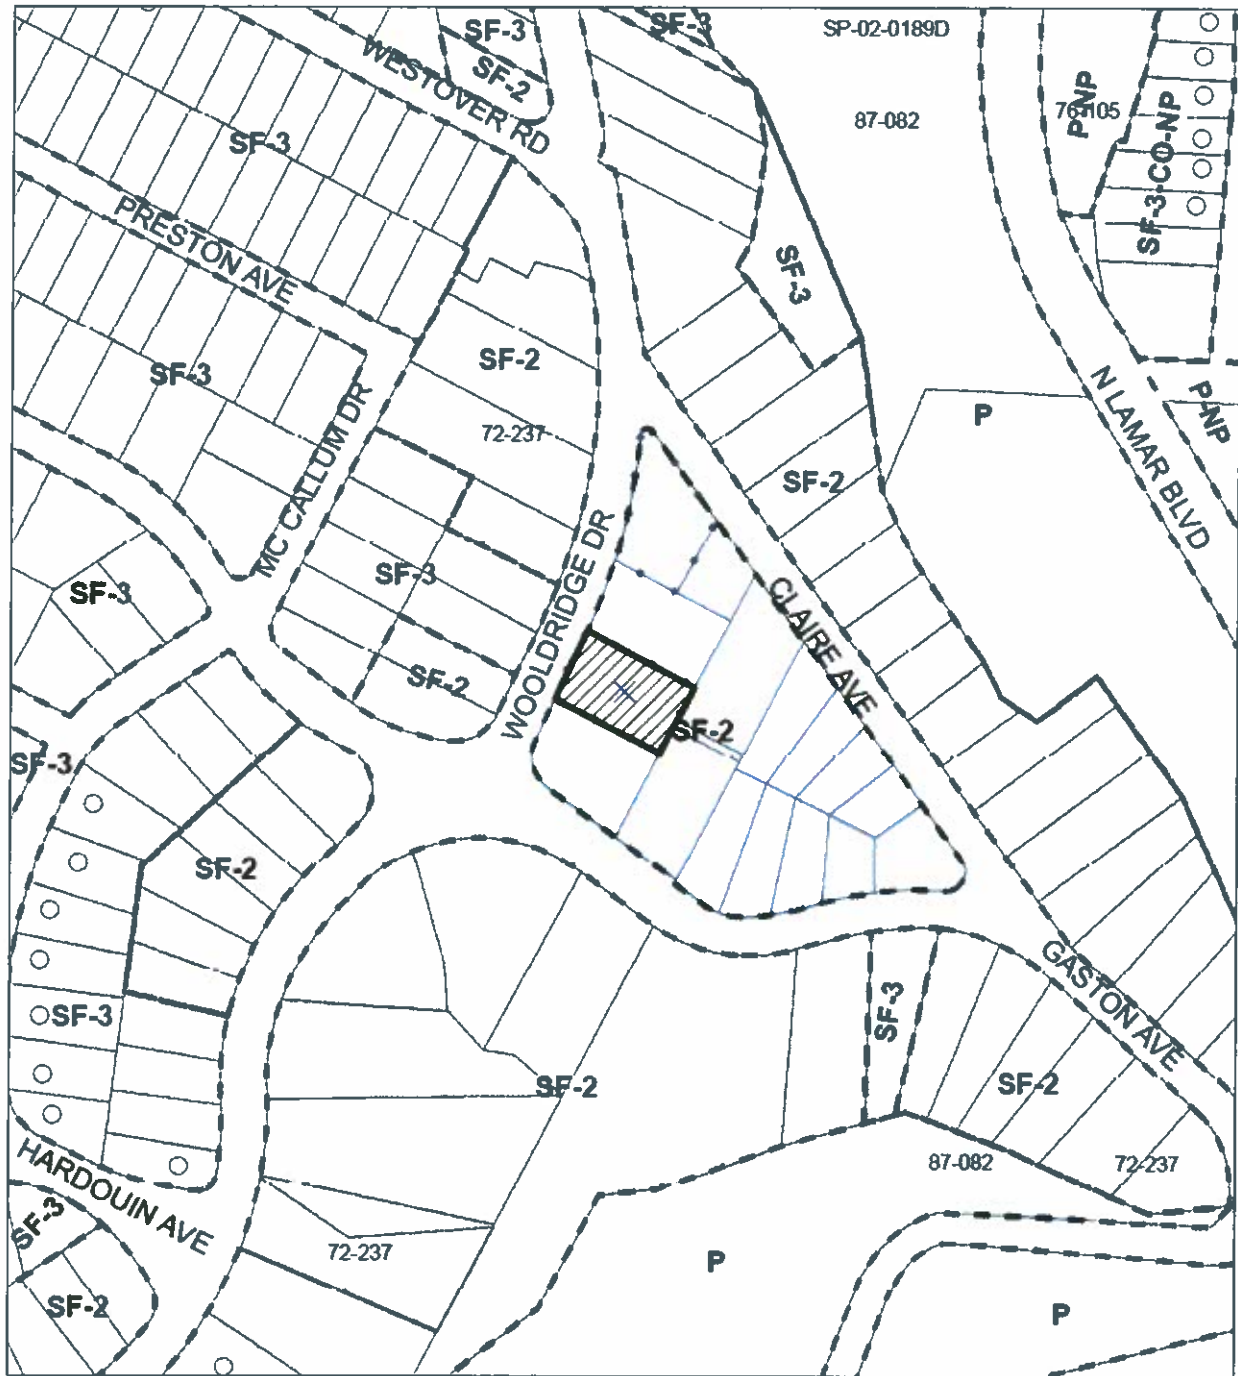 SF-3
SF-3
SP-02-0189D
WESTOVER RD
SF-2
87-082
P-NP
SF-3-CO-NP
SF-3
PRESTON AVE
SF-3
SF-2
SF-3
MC CALLUM DR
72-237
P
N LAMAR BLVD
P-NP
SF-2
SF-3
SF-3
WOOLDRIDGE DR
CLAIRE AVE
SF-2
SF-2
SF-3
SF-2
GASTON AVE
SF-3
SF-3
SF-2
SF-2
87-082
72-237
HARDOUIN AVE
SF-3
72-237
P
SF-2
P